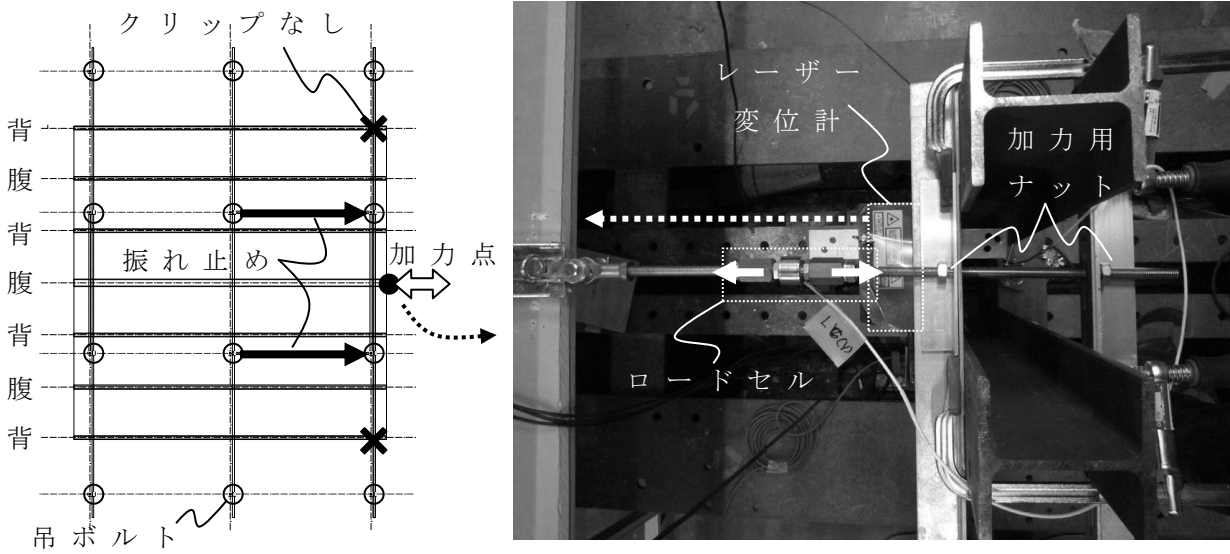 クリップなし
背
腹
背
腹
背
腹
背
振れ止め
加力点
吊ボルト
レーザー
変位計
加力用
ナット
ロードセル